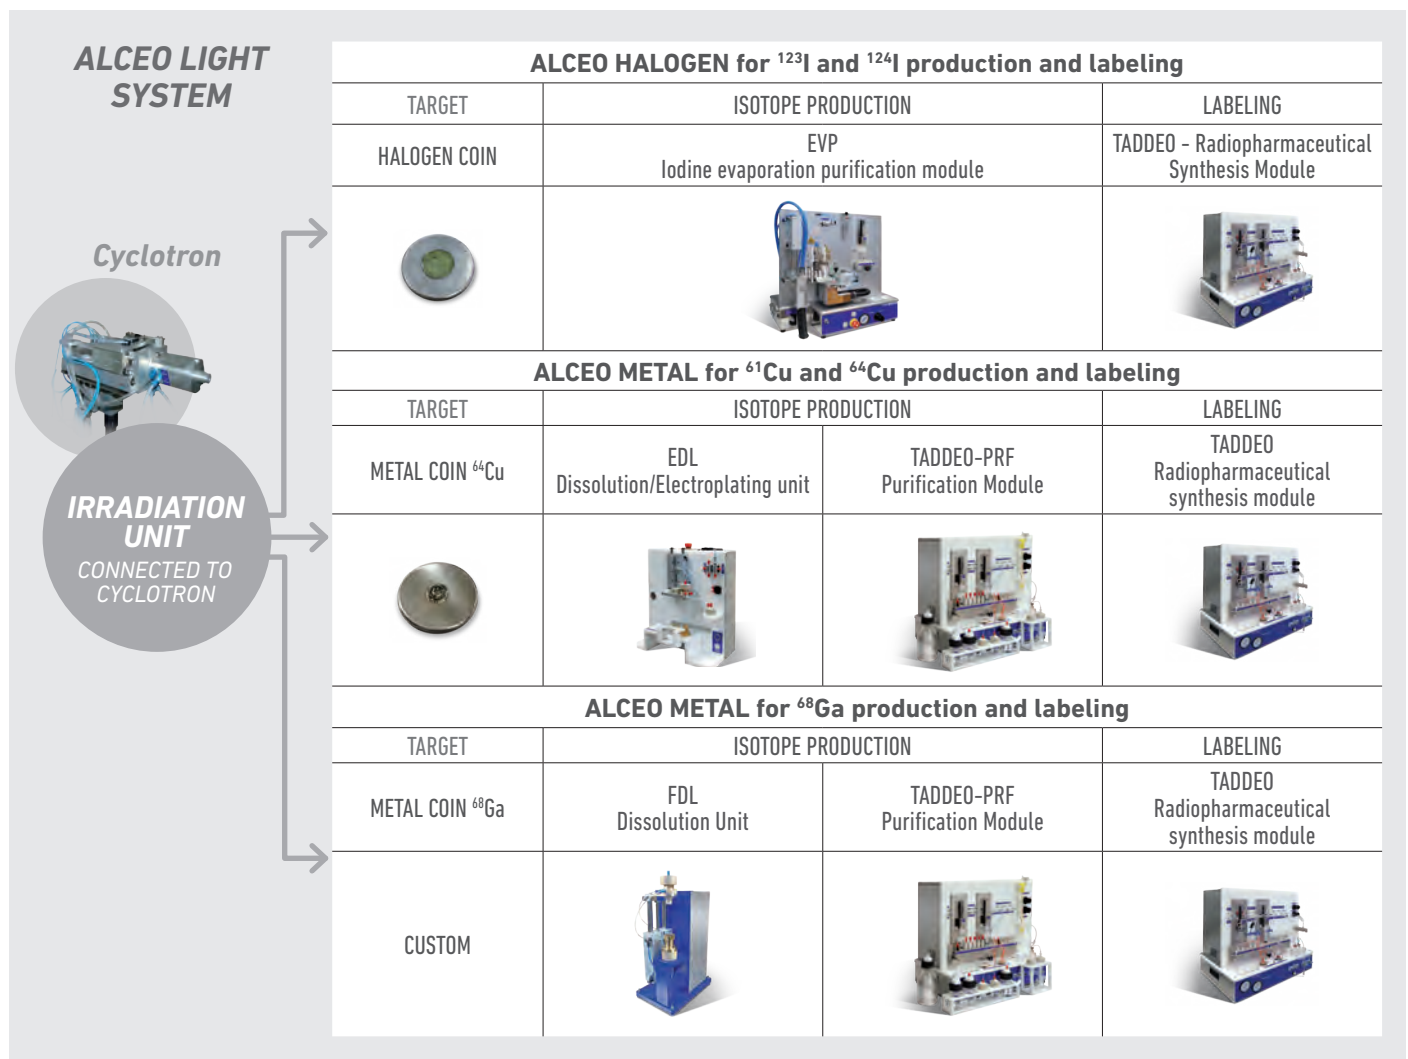 ALCEO LIGHT
SYSTEM
Cyclotron
IRRADIATION
UNIT
CONNECTED TO
CYCLOTRON
ALCEO HALOGEN for ¹²³I and ¹²⁴I production and labeling
TARGET
ISOTOPE PRODUCTION
LABELING
HALOGEN COIN
EVP
Iodine evaporation purification module
TADDEO - Radiopharmaceutical
Synthesis Module
ALCEO METAL for ⁶¹Cu and ⁶⁴Cu production and labeling
TARGET
ISOTOPE PRODUCTION
LABELING
METAL COIN ⁶⁴Cu
EDL
Dissolution/Electroplating unit
TADDEO-PRF
Purification Module
TADDEO
Radiopharmaceutical
synthesis module
ALCEO METAL for ⁶⁸Ga production and labeling
TARGET
ISOTOPE PRODUCTION
LABELING
METAL COIN ⁶⁸Ga
FDL
Dissolution Unit
TADDEO-PRF
Purification Module
TADDEO
Radiopharmaceutical
synthesis module
CUSTOM